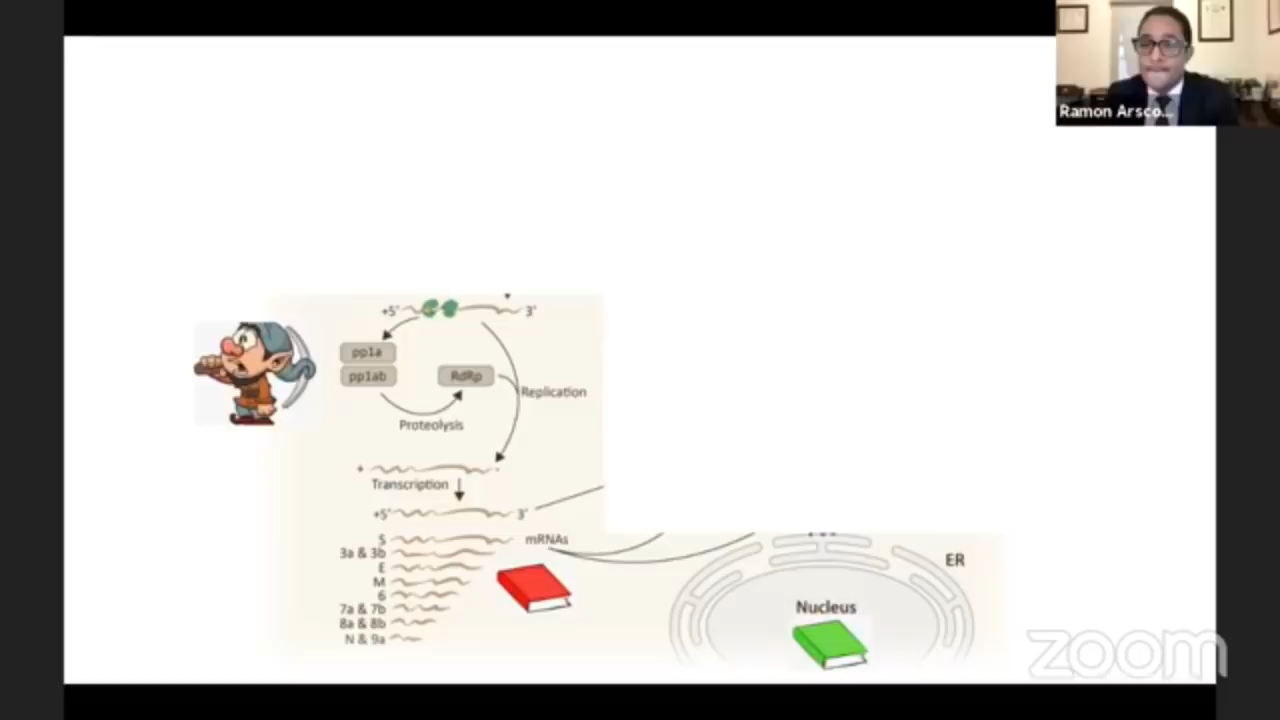 Ramon Arsco...
+5' 3'
pp1a
pp1ab
RdRp
Replication
Proteolysis
+ -
Transcription
+5' 3'
S mRNAs
3a & 3b
E
M
6
7a & 7b
8a & 8b
N & 9a
ER
Nucleus
zoom